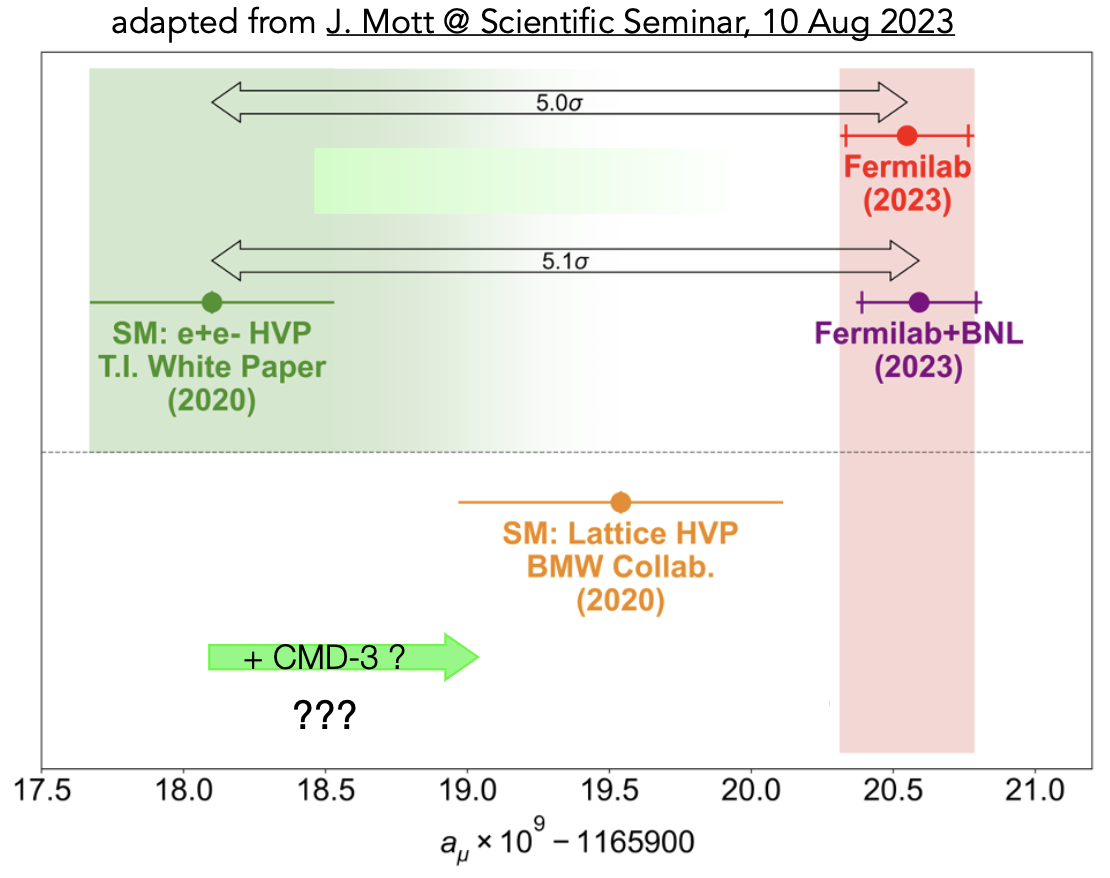 adapted from J. Mott @ Scientific Seminar, 10 Aug 2023
5.0σ
Fermilab
(2023)
5.1σ
SM: e+e- HVP
T.I. White Paper
(2020)
Fermilab+BNL
(2023)
SM: Lattice HVP
BMW Collab.
(2020)
+ CMD-3 ?
???
17.5 18.0 18.5 19.0 19.5 20.0 20.5 21.0
aμ × 10⁹ − 1165900